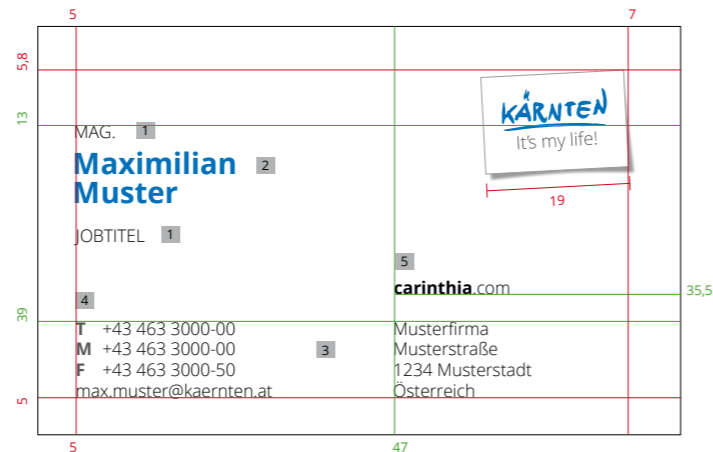 5
7
5,8
13
KÄRNTEN
It's my life!
19
MAG. 1
Maximilian 2
Muster
JOBTITEL 1
5
carinthia.com
35,5
4
39
T +43 463 3000-00
M +43 463 3000-00 3
F +43 463 3000-50
max.muster@kaernten.at
Musterfirma
Musterstraße
1234 Musterstadt
Österreich
5
5
47